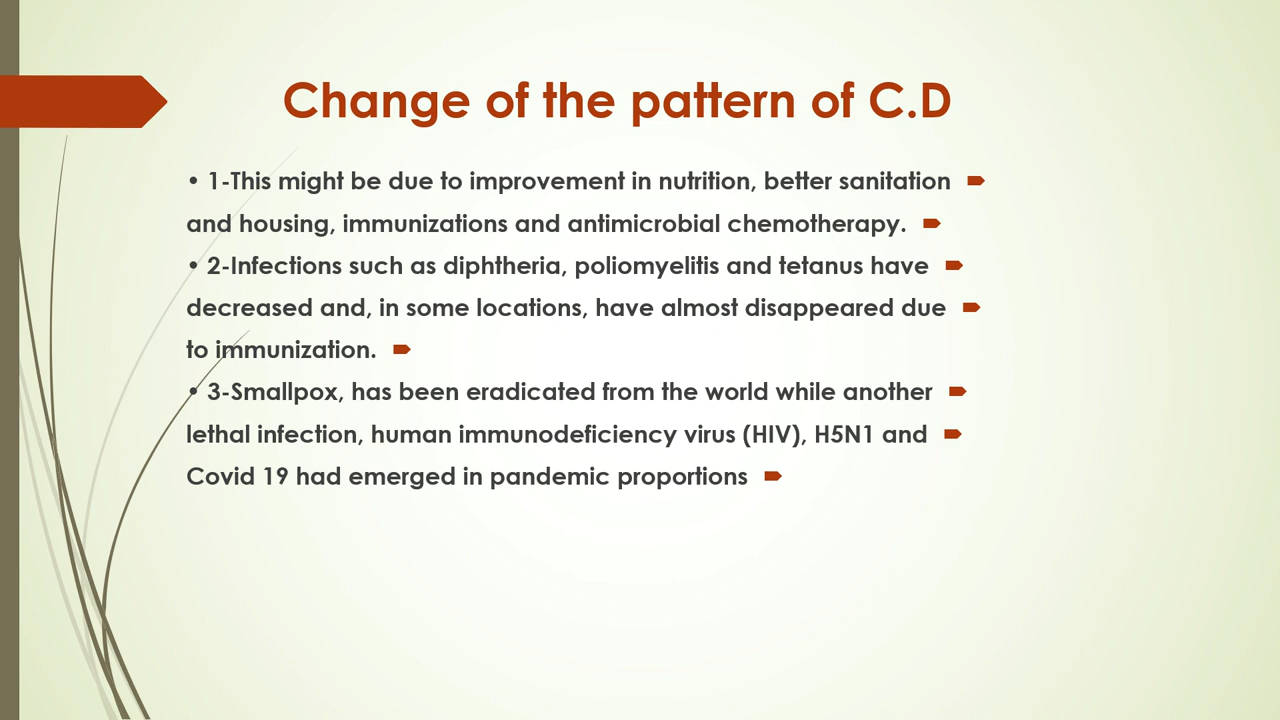 Change of the pattern of C.D
• 1-This might be due to improvement in nutrition, better sanitation
and housing, immunizations and antimicrobial chemotherapy.
• 2-Infections such as diphtheria, poliomyelitis and tetanus have
decreased and, in some locations, have almost disappeared due
to immunization.
• 3-Smallpox, has been eradicated from the world while another
lethal infection, human immunodeficiency virus (HIV), H5N1 and
Covid 19 had emerged in pandemic proportions